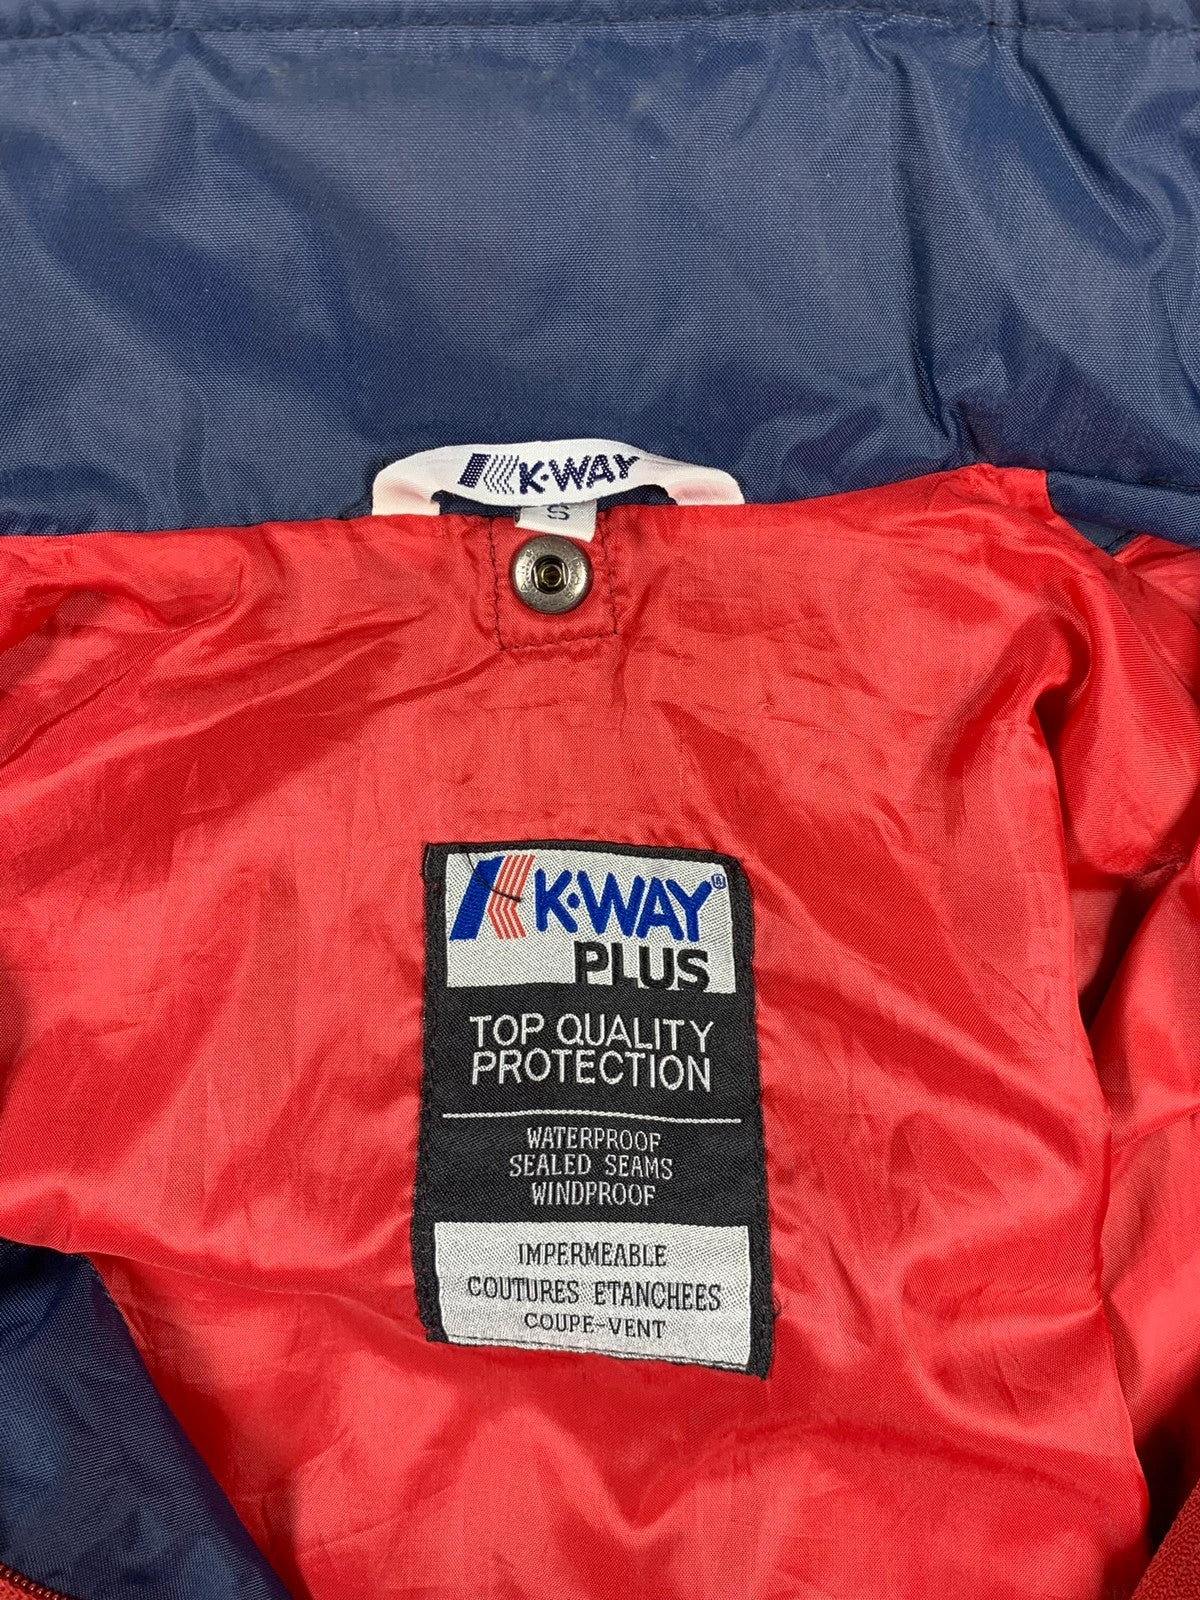 K·WAY
S
K·WAY®
PLUS
TOP QUALITY
PROTECTION
WATERPROOF
SEALED SEAMS
WINDPROOF
IMPERMEABLE
COUTURES ETANCHEES
COUPE-VENT